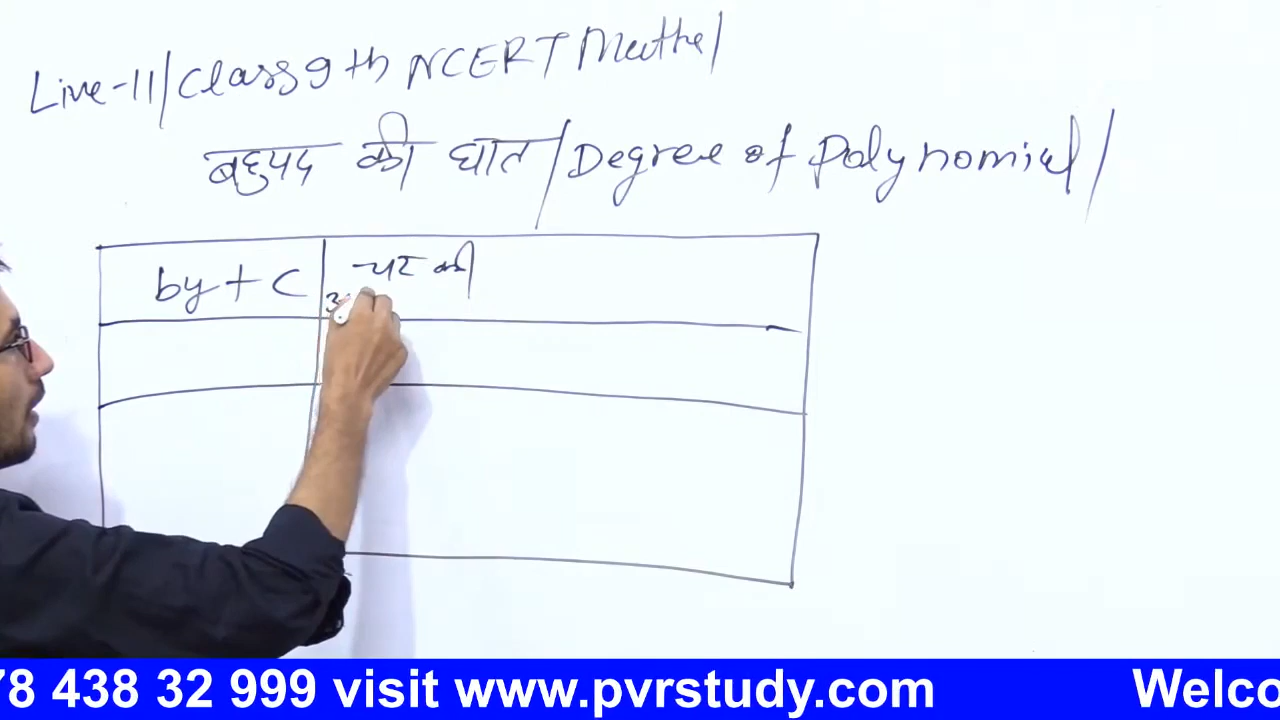 Live-11/Class 9th NCERT Maths/
बहुपद की घात/Degree of Polynomial/
by + c
चर की
78 438 32 999 visit www.pvrstudy.com Welco